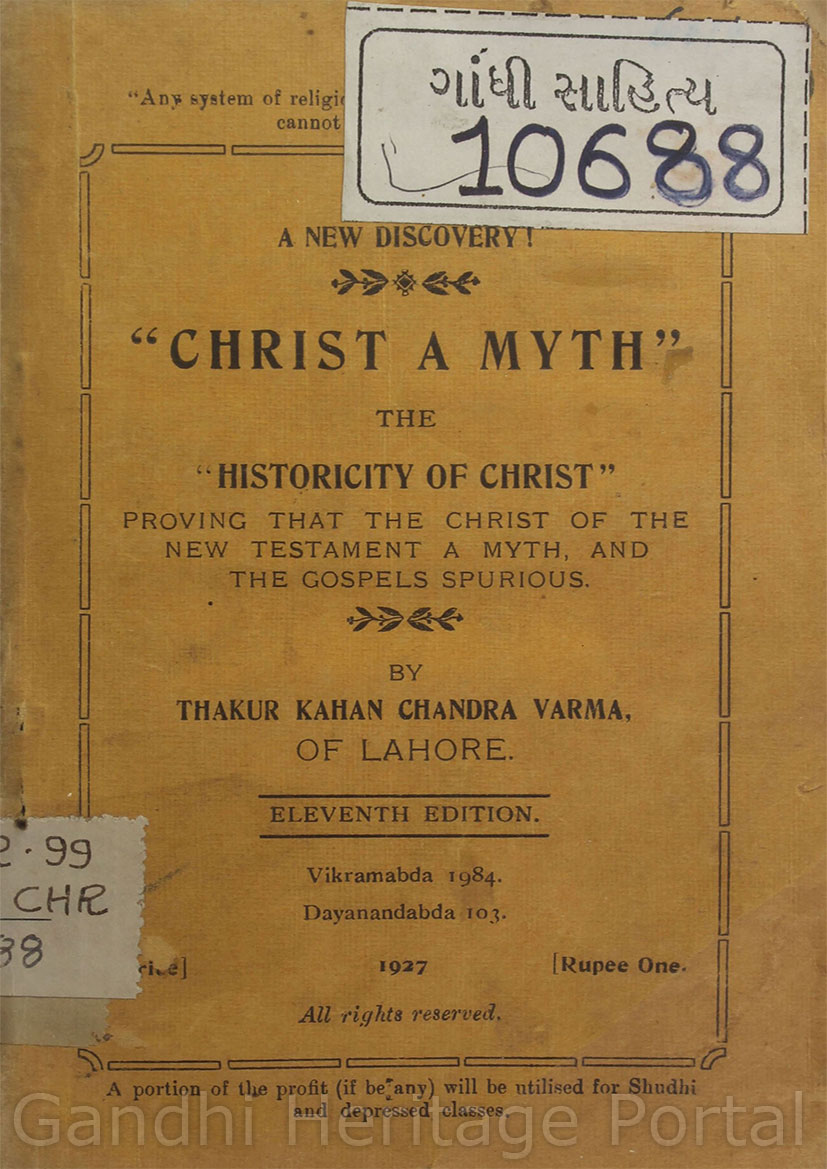 "Any system of
cannot
ગાંધી સાહિત્ય
10688
A NEW DISCOVERY!
"CHRIST A MYTH"
THE
"HISTORICITY OF CHRIST"
PROVING THAT THE CHRIST OF THE
NEW TESTAMENT A MYTH, AND
THE GOSPELS SPURIOUS.
BY
THAKUR KAHAN CHANDRA VARMA,
OF LAHORE.
ELEVENTH EDITION.
Vikramabda 1984.
Dayanandabda 103.
2.99
CHR
38
1927 [Rupee One.
All rights reserved.
A portion of the profit (if be any) will be utilised for Shudhi
and depressed classes.
Gandhi Heritage Portal